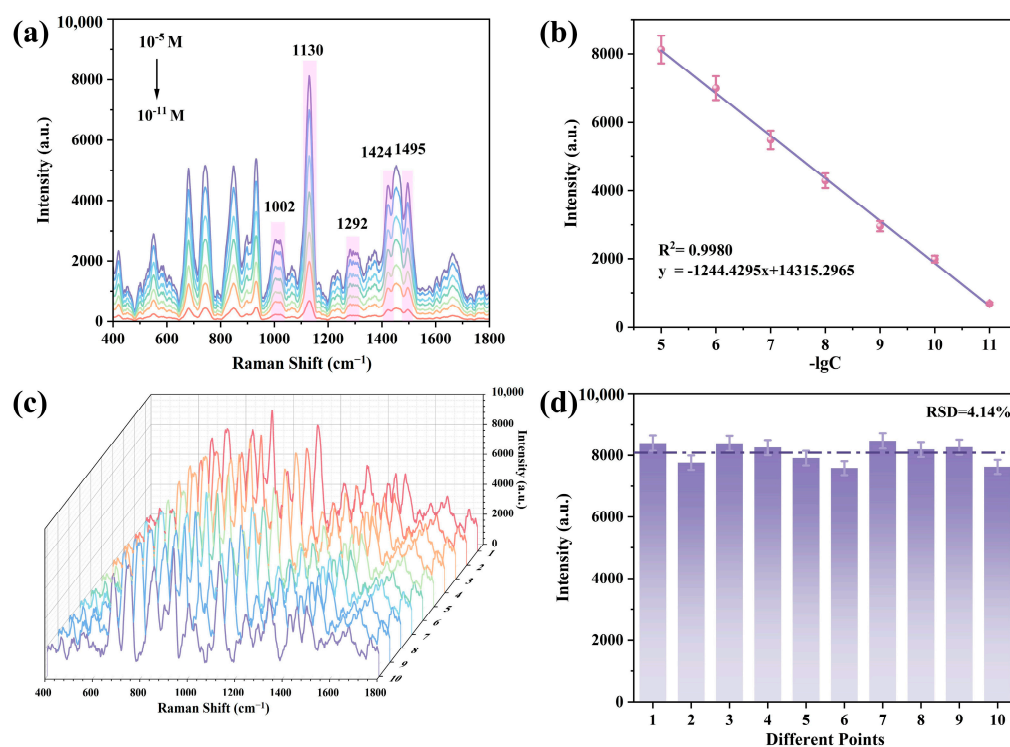 (a)
10,000
8000
6000
4000
2000
0
Intensity (a.u.)
10⁻⁵ M
10⁻¹¹ M
1002
1130
1292
1424 1495
400 600 800 1000 1200 1400 1600 1800
Raman Shift (cm⁻¹)
(b)
8000
6000
4000
2000
0
Intensity (a.u.)
R²= 0.9980
y = -1244.4295x+14315.2965
5 6 7 8 9 10 11
-lgC
(c)
10,000
8000
6000
4000
2000
0
Intensity (a.u.)
1
2
3
4
5
6
7
8
9
10
400 600 800 1000 1200 1400 1600 1800
Raman Shift (cm⁻¹)
(d)
10,000
8000
6000
4000
2000
0
Intensity (a.u.)
RSD=4.14%
1 2 3 4 5 6 7 8 9 10
Different Points